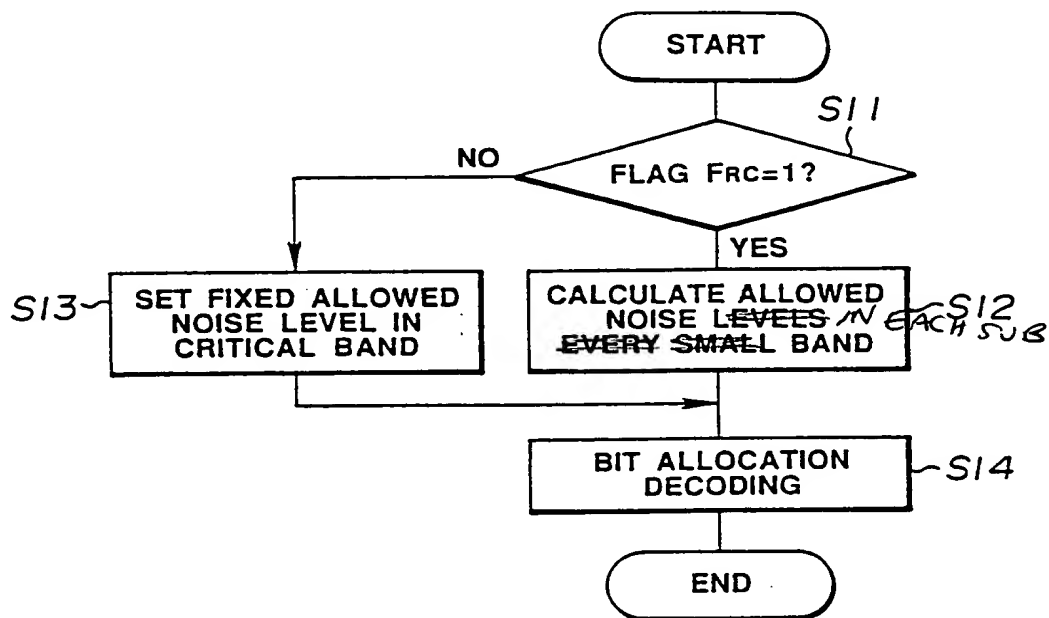 START
S11
NO
FLAG FRC=1?
YES
S13
SET FIXED ALLOWED
NOISE LEVEL IN
CRITICAL BAND
CALCULATE ALLOWED
NOISE LEVELS IN EACH SUB
EVERY SMALL BAND
S12
BIT ALLOCATION
DECODING
S14
END